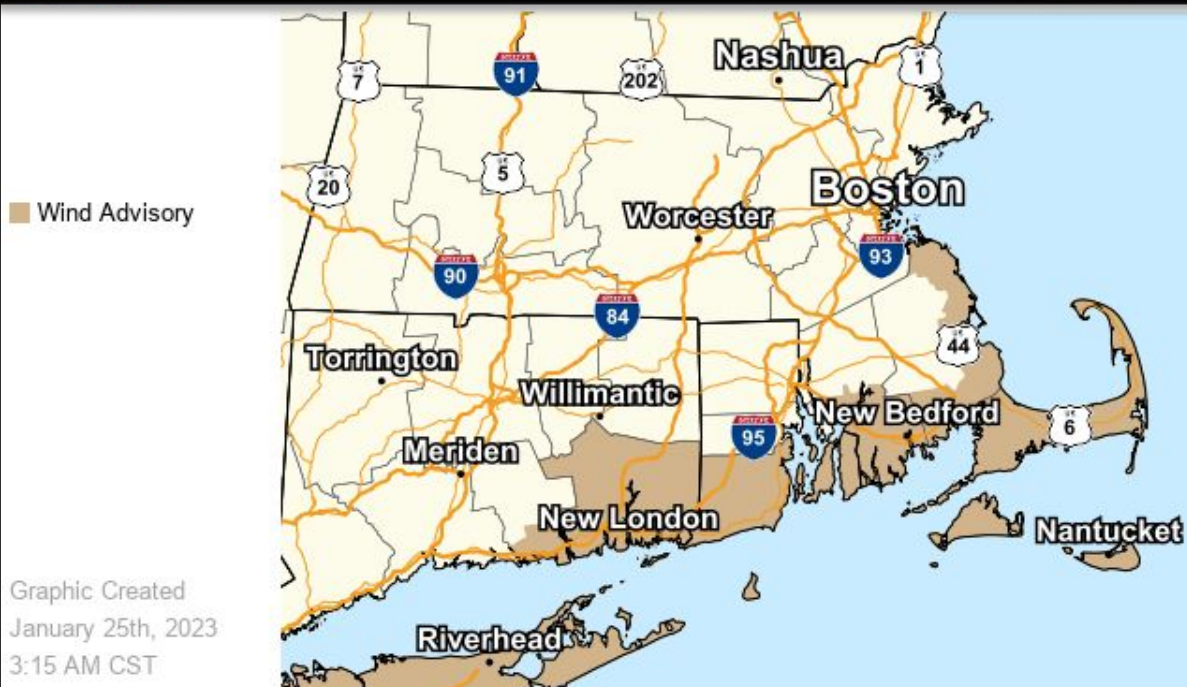 Nashua
7
91
202
1
5
20
Boston
Wind Advisory
Worcester
93
90
84
44
Torrington
Willimantic
New Bedford
6
95
Meriden
New London
Nantucket
Graphic Created
January 25th, 2023
Riverhead
3:15 AM CST